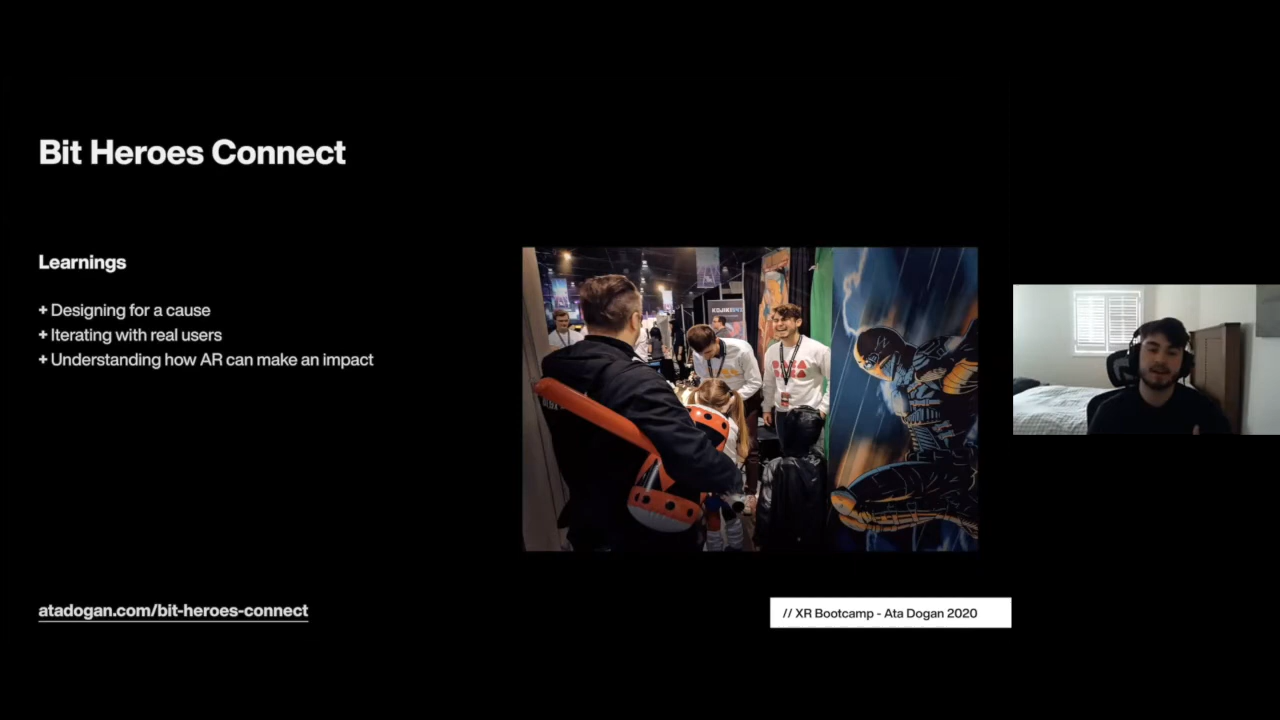 Bit Heroes Connect
Learnings
+ Designing for a cause
+ Iterating with real users
+ Understanding how AR can make an impact
atadogan.com/bit-heroes-connect
// XR Bootcamp - Ata Dogan 2020